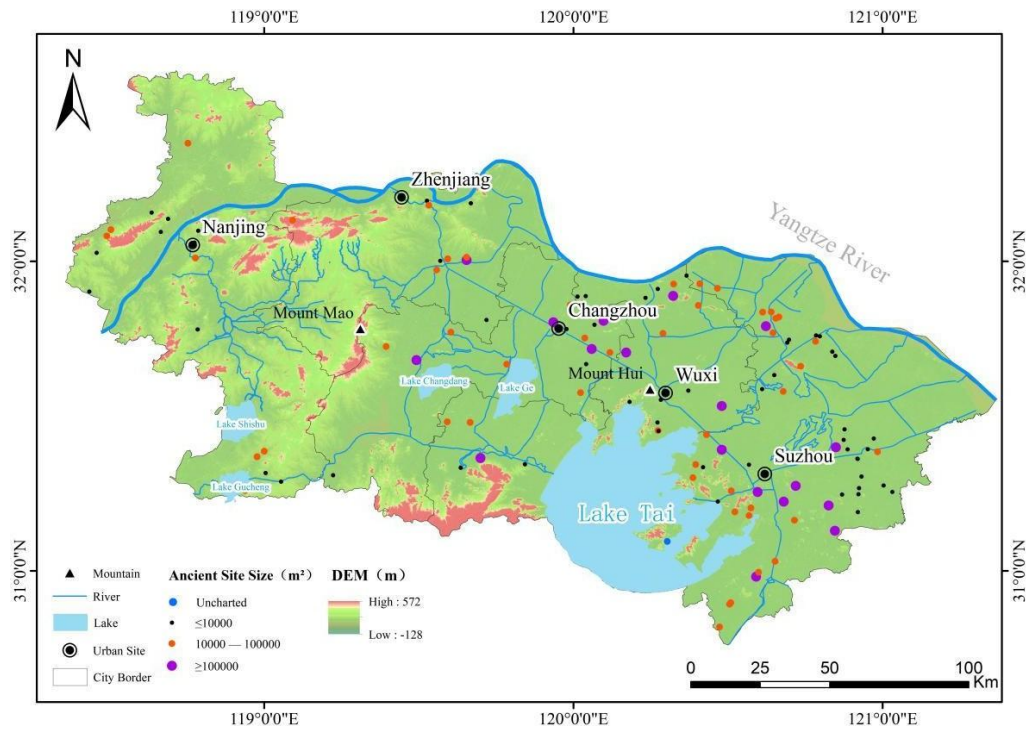 119°0'0"E
120°0'0"E
121°0'0"E
N
Zhenjiang
Nanjing
Yangtze River
32°0'0"N
32°0'0"N
Mount Mao
Changzhou
Mount Hui
Wuxi
Lake Changdang
Lake Ge
Lake Shishu
Suzhou
Lake Gucheng
Lake Tai
31°0'0"N
31°0'0"N
Mountain
River
Lake
Urban Site
City Border
Ancient Site Size（m²）
Uncharted
≤10000
10000 — 100000
≥100000
DEM（m）
High : 572
Low : -128
0 25 50 100
Km
119°0'0"E
120°0'0"E
121°0'0"E